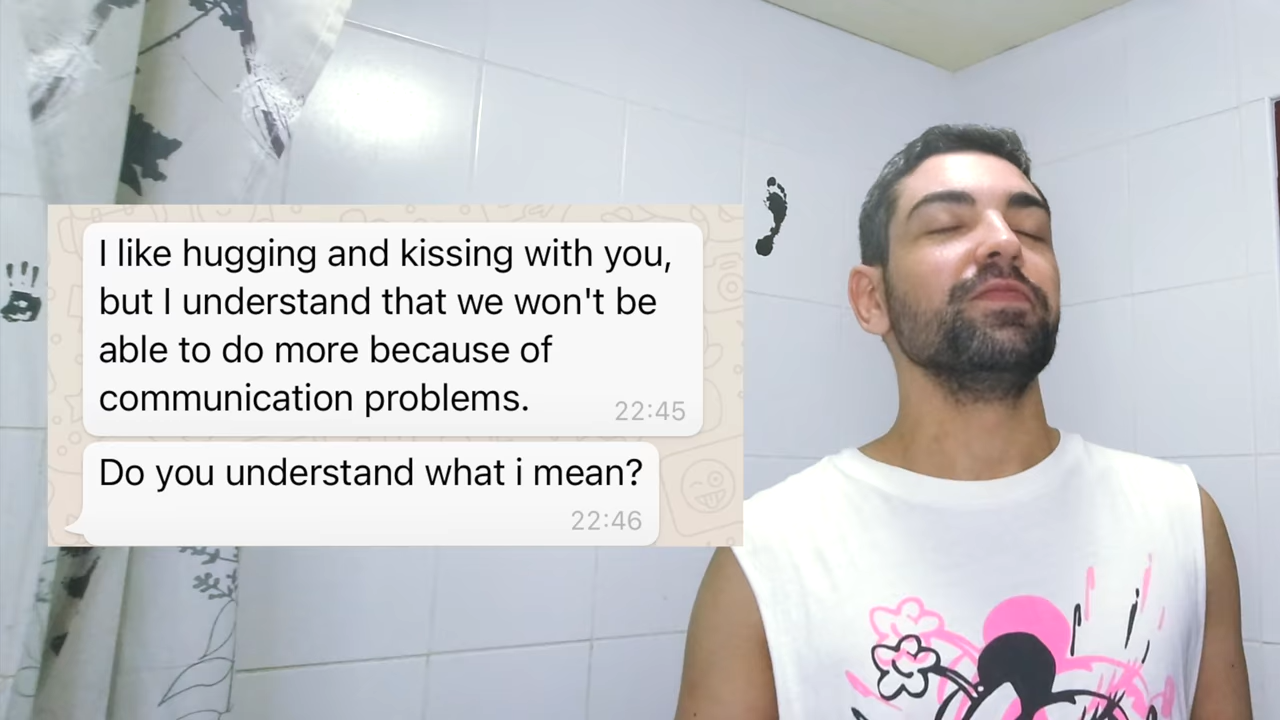 I like hugging and kissing with you,
but I understand that we won't be
able to do more because of
communication problems.
22:45
Do you understand what i mean?
22:46